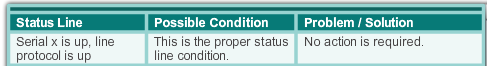 Status Line Possible Condition Problem / Solution
Serial x is up, line This is the proper status No action is required.
protocol is up line condition.